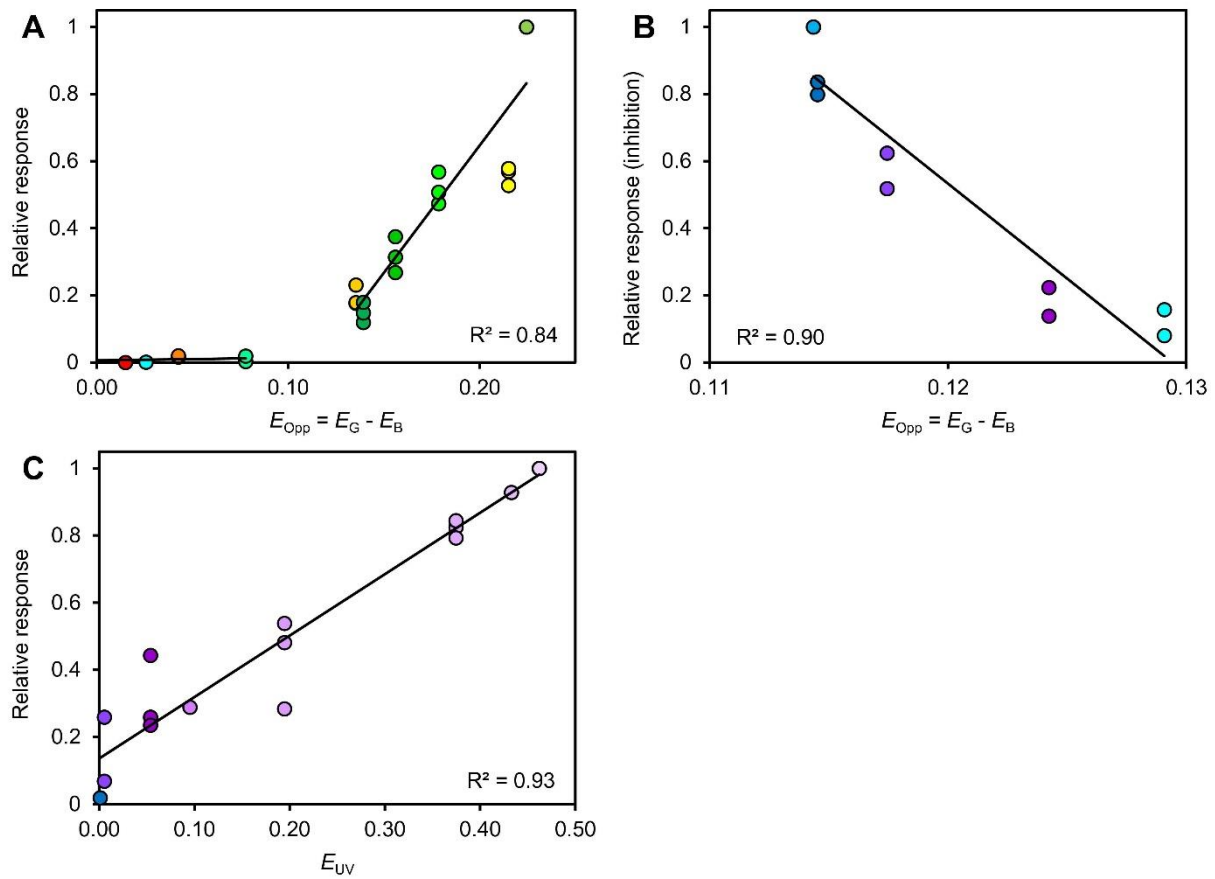 A
Relative response
1
0.8
0.6
0.4
0.2
0
0.00
0.10
0.20
R² = 0.84
E_Opp = E_G - E_B
B
Relative response (inhibition)
1
0.8
0.6
0.4
0.2
0
0.11
0.12
0.13
R² = 0.90
E_Opp = E_G - E_B
C
Relative response
1
0.8
0.6
0.4
0.2
0
0.00
0.10
0.20
0.30
0.40
0.50
R² = 0.93
E_UV